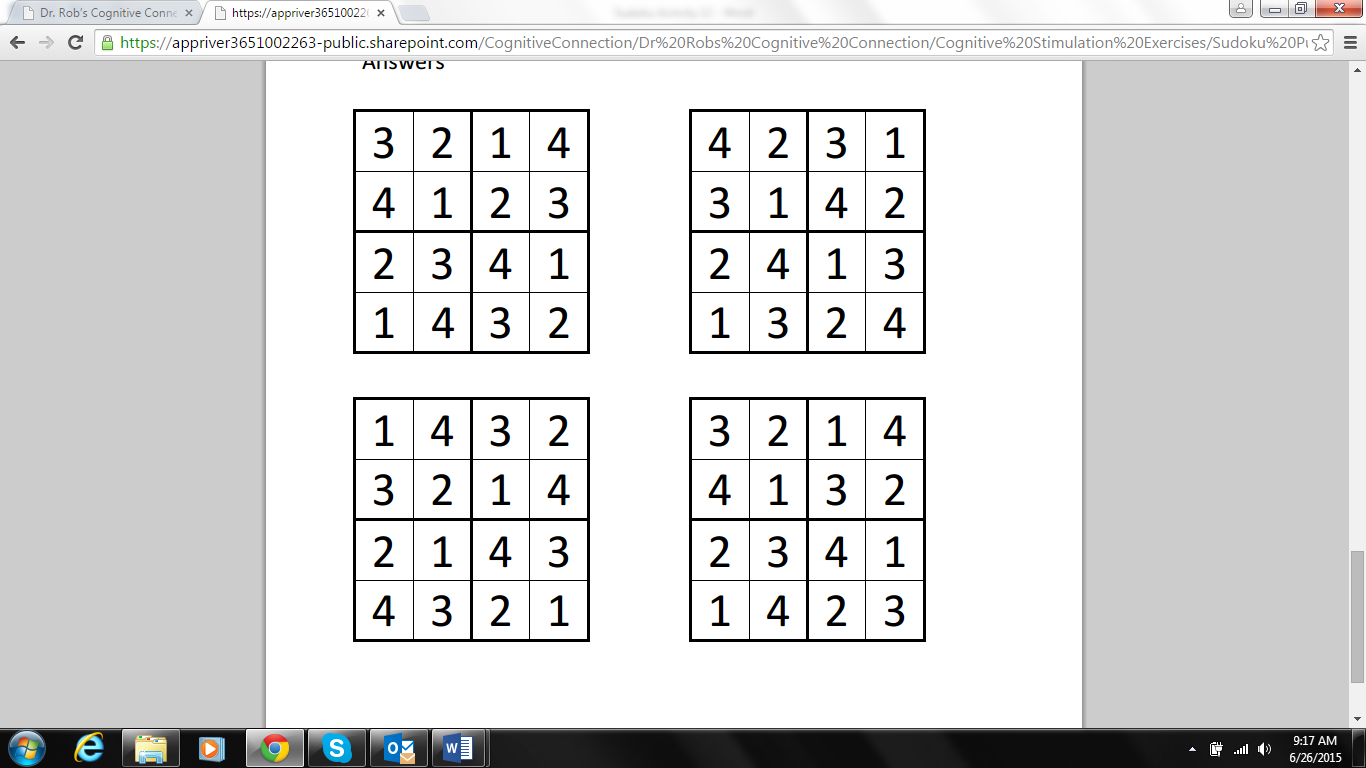 Dr. Rob's Cognitive Conne
https://appriver36510022
https://appriver3651002263-public.sharepoint.com/CognitiveConnection/Dr%20Robs%20Cognitive%20Connection/Cognitive%20Stimulation%20Exercises/Sudoku%20Pu
Answers
3 2 1 4
4 1 2 3
2 3 4 1
1 4 3 2
4 2 3 1
3 1 4 2
2 4 1 3
1 3 2 4
1 4 3 2
3 2 1 4
2 1 4 3
4 3 2 1
3 2 1 4
4 1 3 2
2 3 4 1
1 4 2 3
9:17 AM
6/26/2015